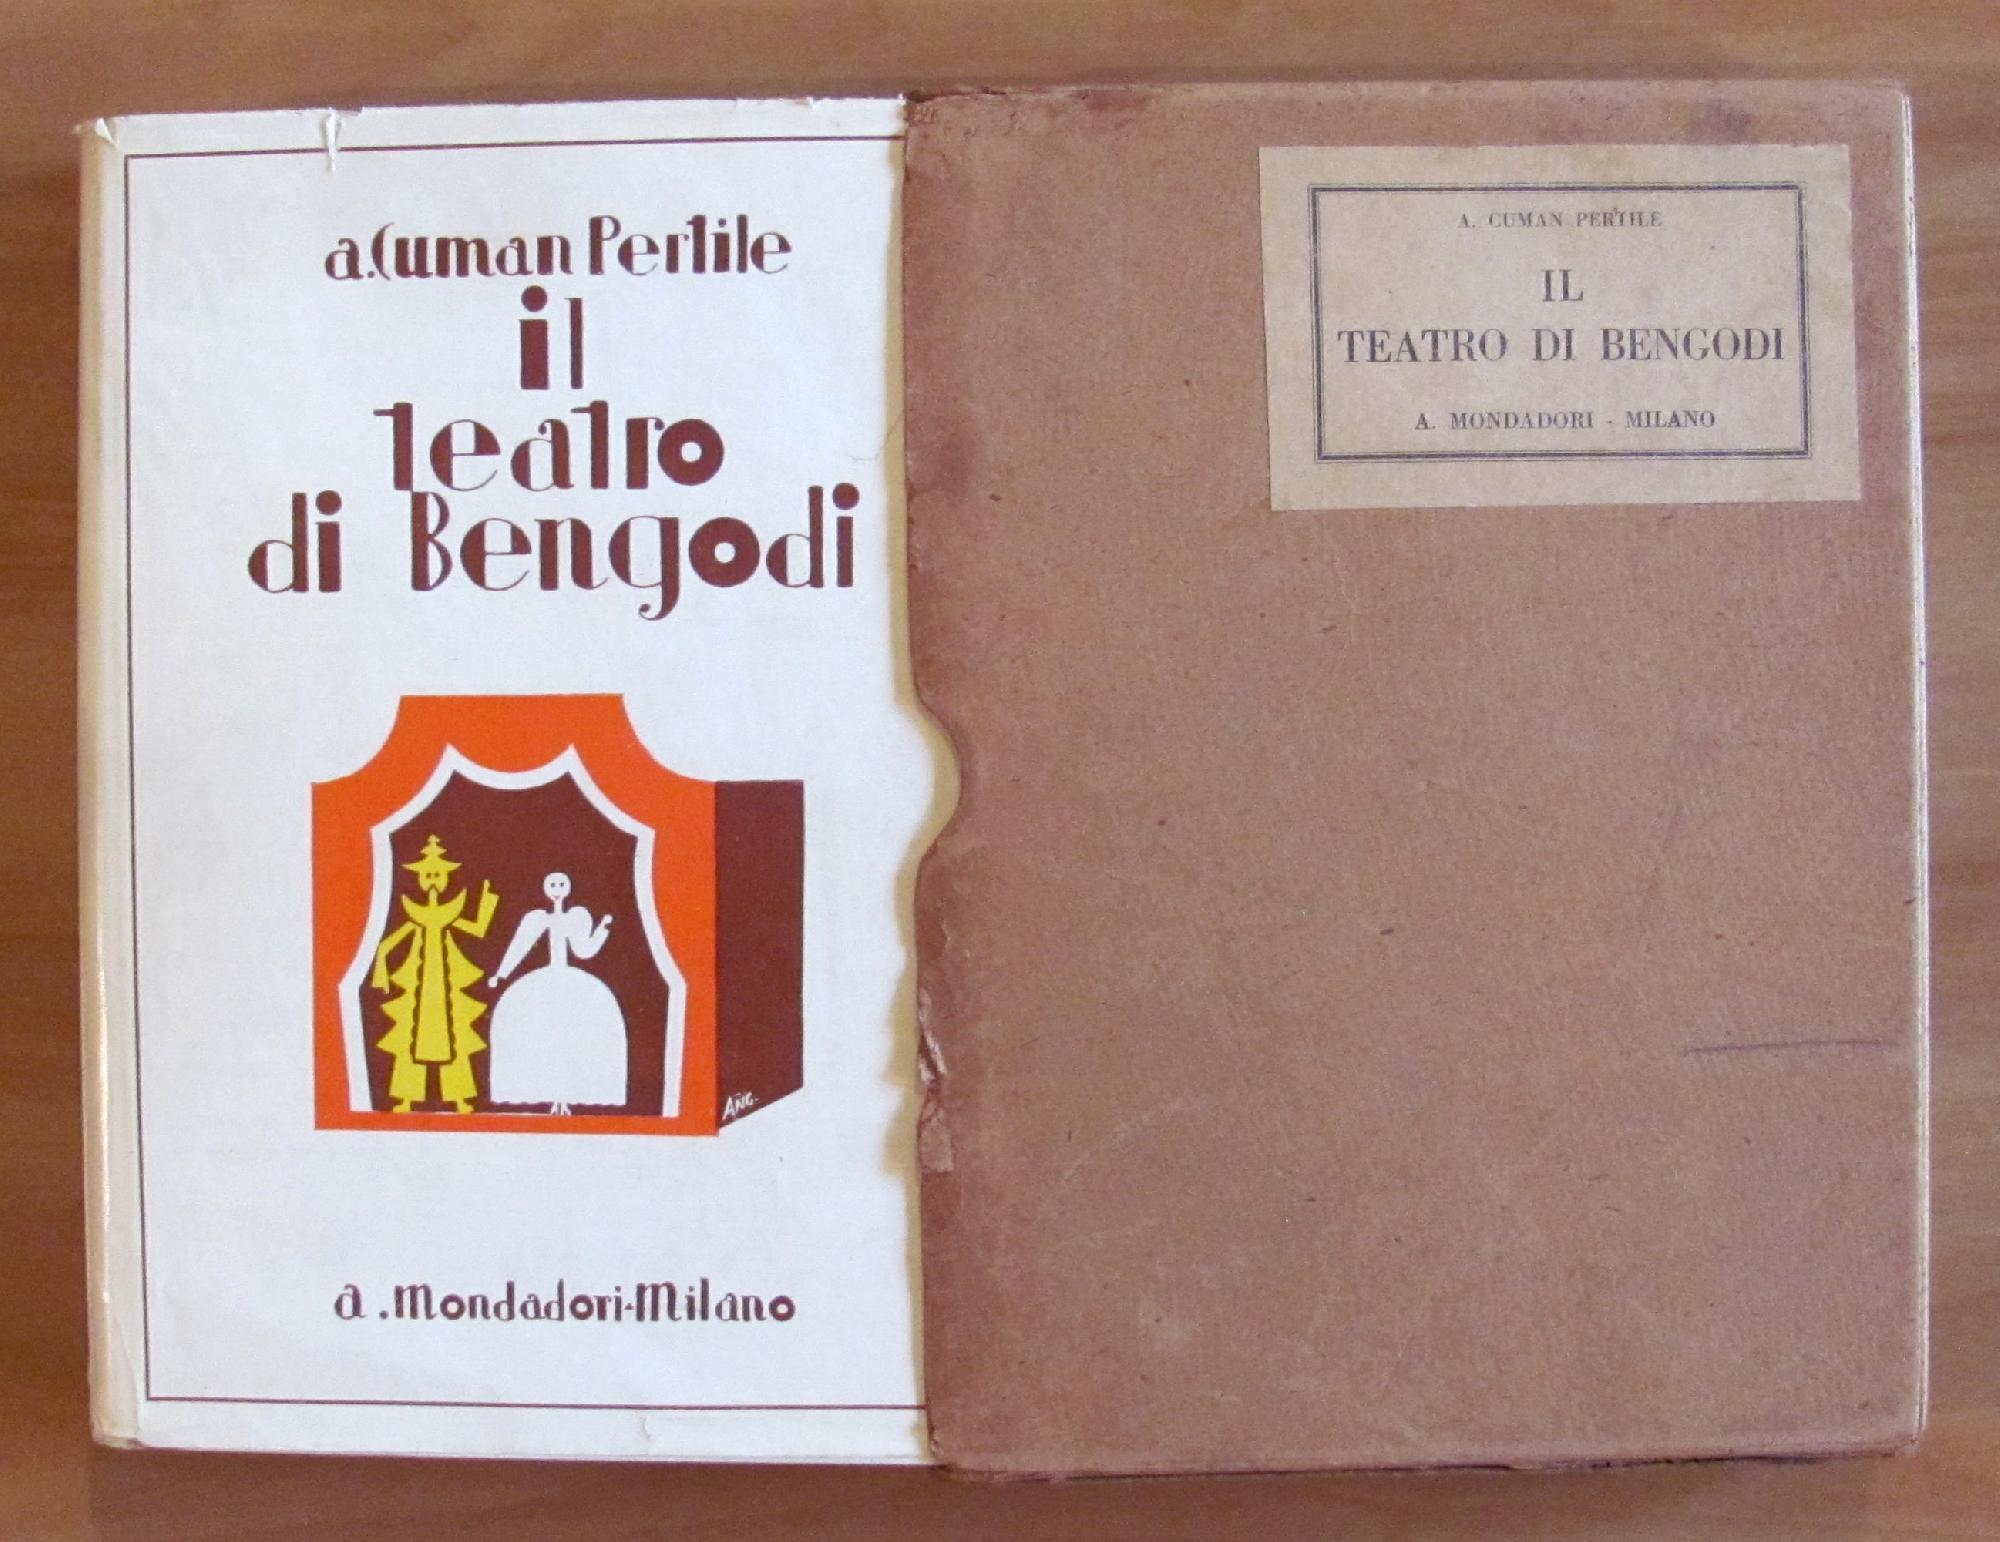 a. Cuman Pertile
il
teatro
di Bengodi
ANG.
a. Mondadori-Milano
A. CUMAN PERTILE
IL
TEATRO DI BENGODI
A. MONDADORI - MILANO